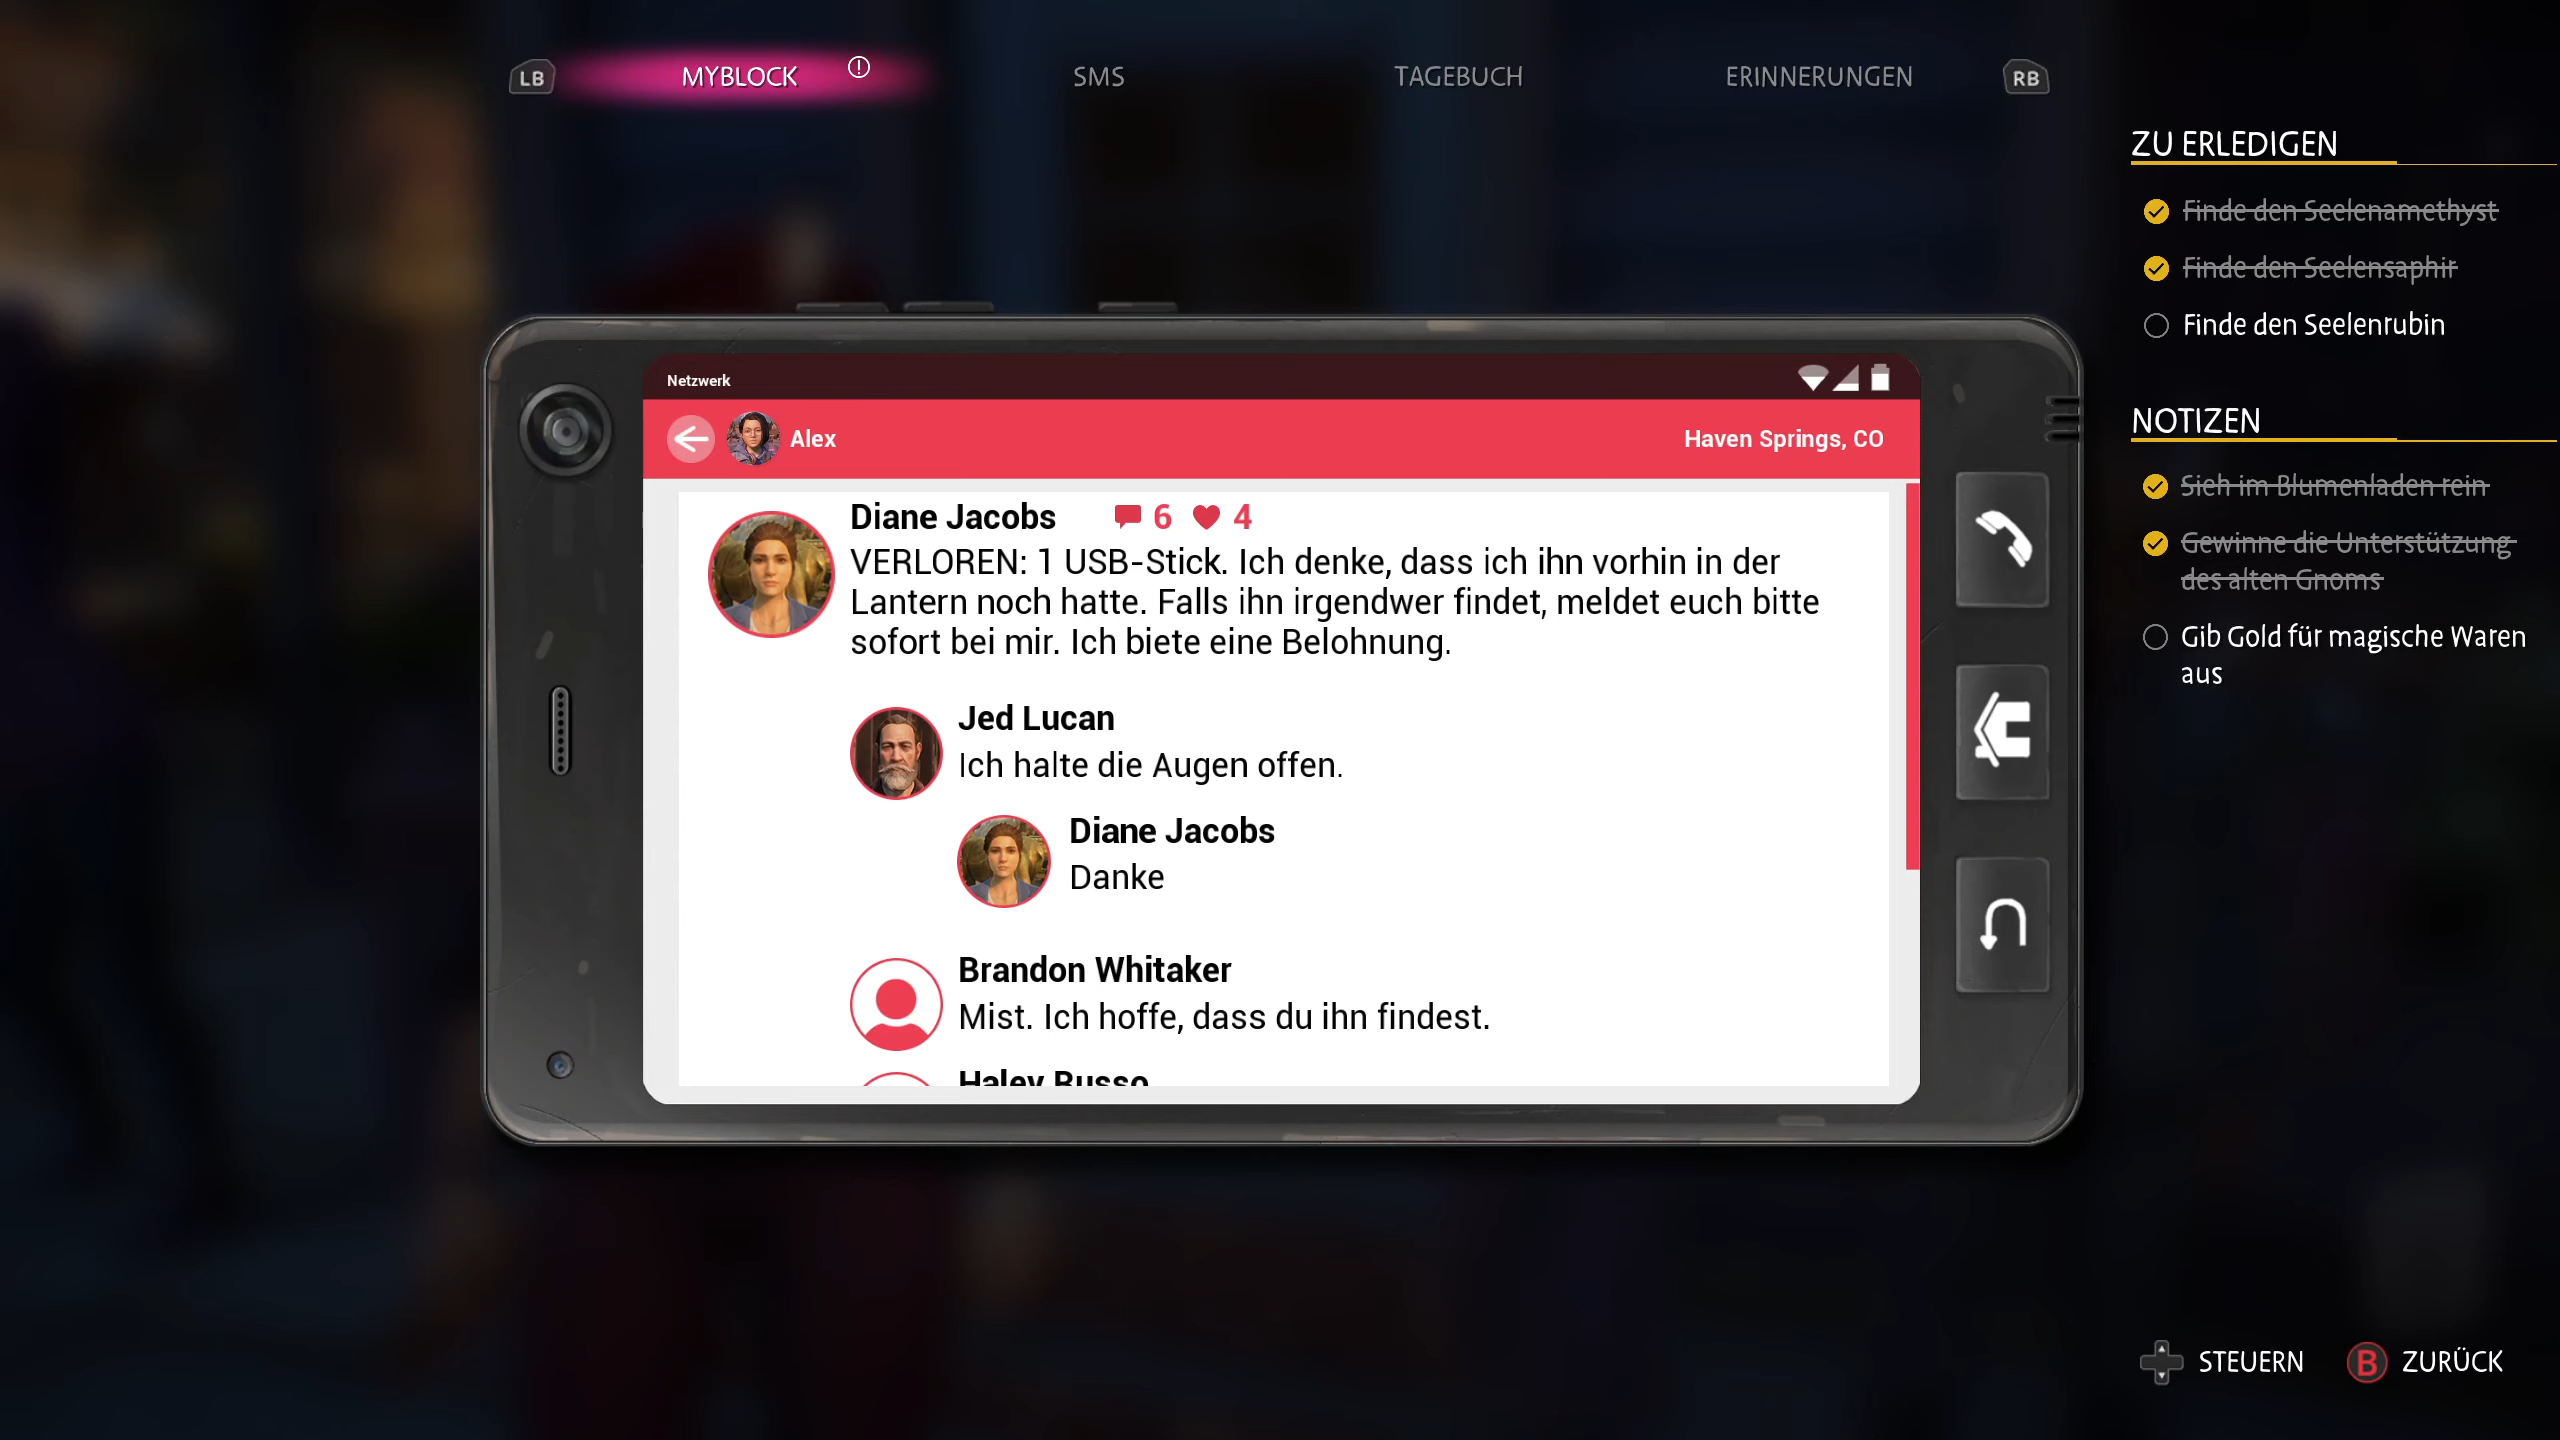 LB MYBLOCK SMS TAGEBUCH ERINNERUNGEN RB
ZU ERLEDIGEN
Finde den Seelenamethyst
Finde den Seelensaphir
Finde den Seelenrubin
NOTIZEN
Sieh im Blumenladen rein
Gewinne die Unterstützung
des alten Gnoms
Gib Gold für magische Waren
aus
Netzwerk
Alex
Haven Springs, CO
Diane Jacobs 6 4
VERLOREN: 1 USB-Stick. Ich denke, dass ich ihn vorhin in der
Lantern noch hatte. Falls ihn irgendwer findet, meldet euch bitte
sofort bei mir. Ich biete eine Belohnung.
Jed Lucan
Ich halte die Augen offen.
Diane Jacobs
Danke
Brandon Whitaker
Mist. Ich hoffe, dass du ihn findest.
Haley Russo
STEUERN B ZURÜCK